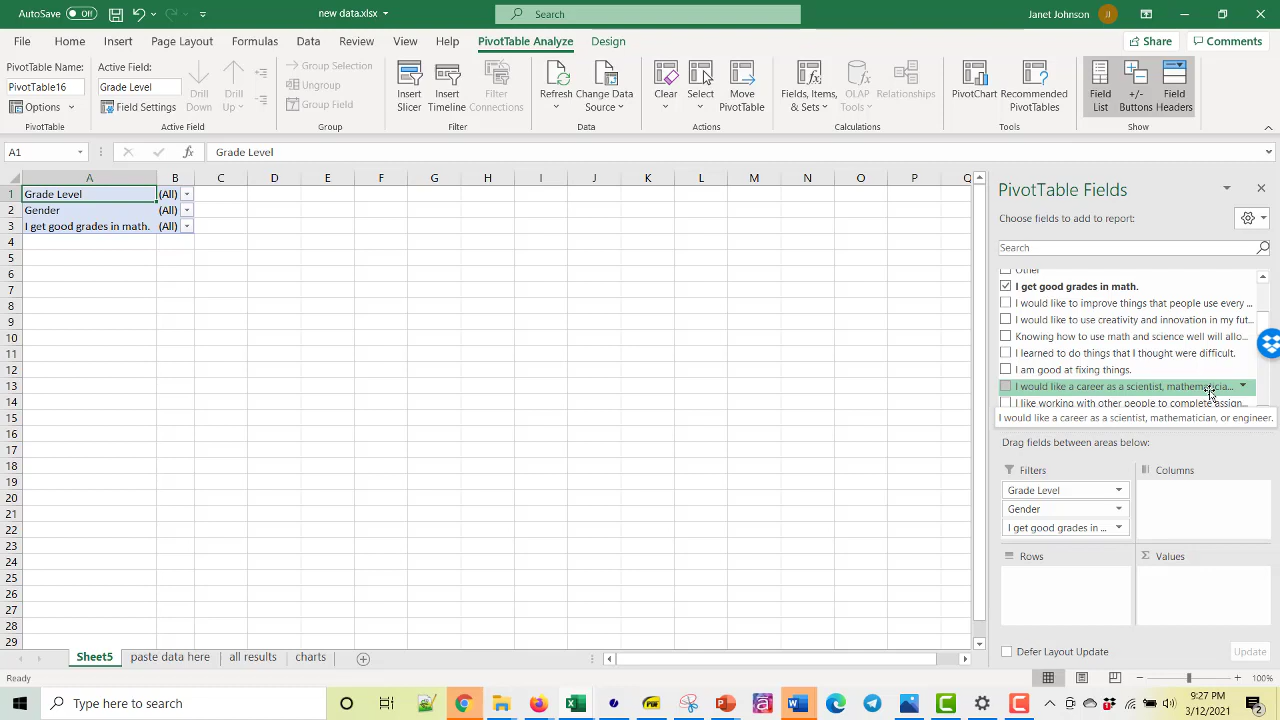 AutoSave Off new data.xlsx Search Janet Johnson JJ
File Home Insert Page Layout Formulas Data Review View Help PivotTable Analyze Design Share Comments
PivotTable Name:
PivotTable16
Options
PivotTable
Active Field:
Grade Level
Field Settings
Drill Down
Drill Up
Active Field
Group Selection
Ungroup
Group Field
Group
Insert Slicer
Insert Timeline
Filter Connections
Filter
Refresh
Change Data Source
Data
Clear
Select
Move PivotTable
Actions
Fields, Items, & Sets
OLAP Tools
Relationships
Calculations
PivotChart
Recommended PivotTables
Tools
Field List
+/- Buttons
Field Headers
Show
A1 fx Grade Level
A B C D E F G H I J K L M N O P Q
1 Grade Level (All)
2 Gender (All)
3 I get good grades in math. (All)
4
5
6
7
8
9
10
11
12
13
14
15
16
17
18
19
20
21
22
23
24
25
26
27
28
29
PivotTable Fields
Choose fields to add to report:
Search
Other
I get good grades in math.
I would like to improve things that people use every ...
I would like to use creativity and innovation in my fut...
Knowing how to use math and science well will allo...
I learned to do things that I thought were difficult.
I am good at fixing things.
I would like a career as a scientist, mathematicia...
I like working with other people to complete assign...
I would like a career as a scientist, mathematician, or engineer.
Drag fields between areas below:
Filters
Grade Level
Gender
I get good grades in ...
Columns
Rows
Σ Values
Defer Layout Update Update
Sheet5 paste data here all results charts
Ready 100%
Type here to search
9:27 PM
3/12/2021
2